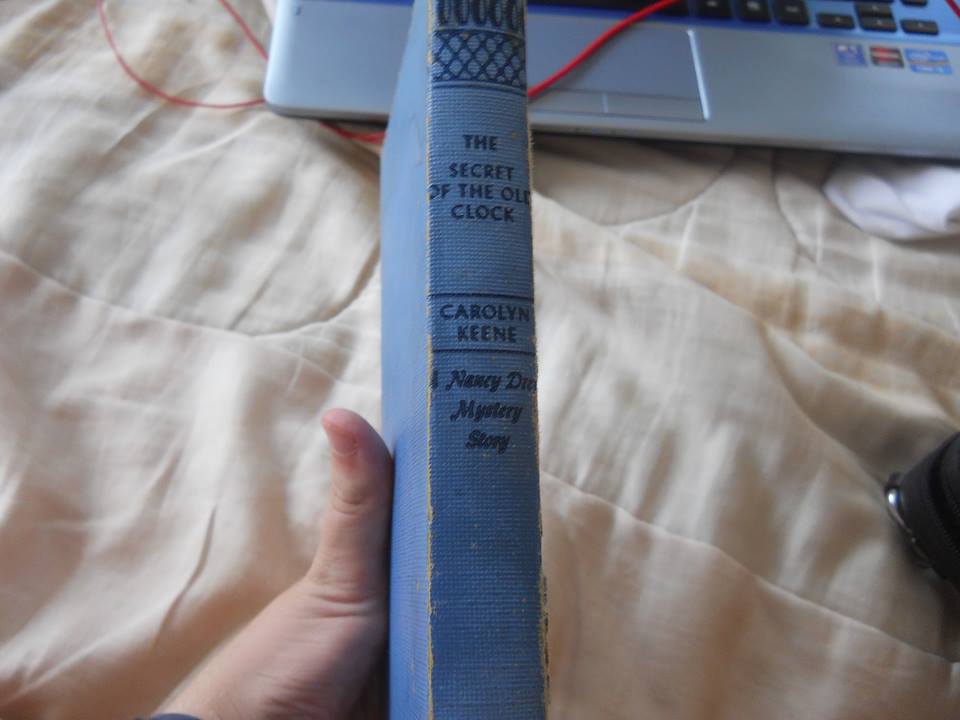 THE
SECRET
OF THE OLD
CLOCK
CAROLYN
KEENE
A Nancy Drew
Mystery
Story